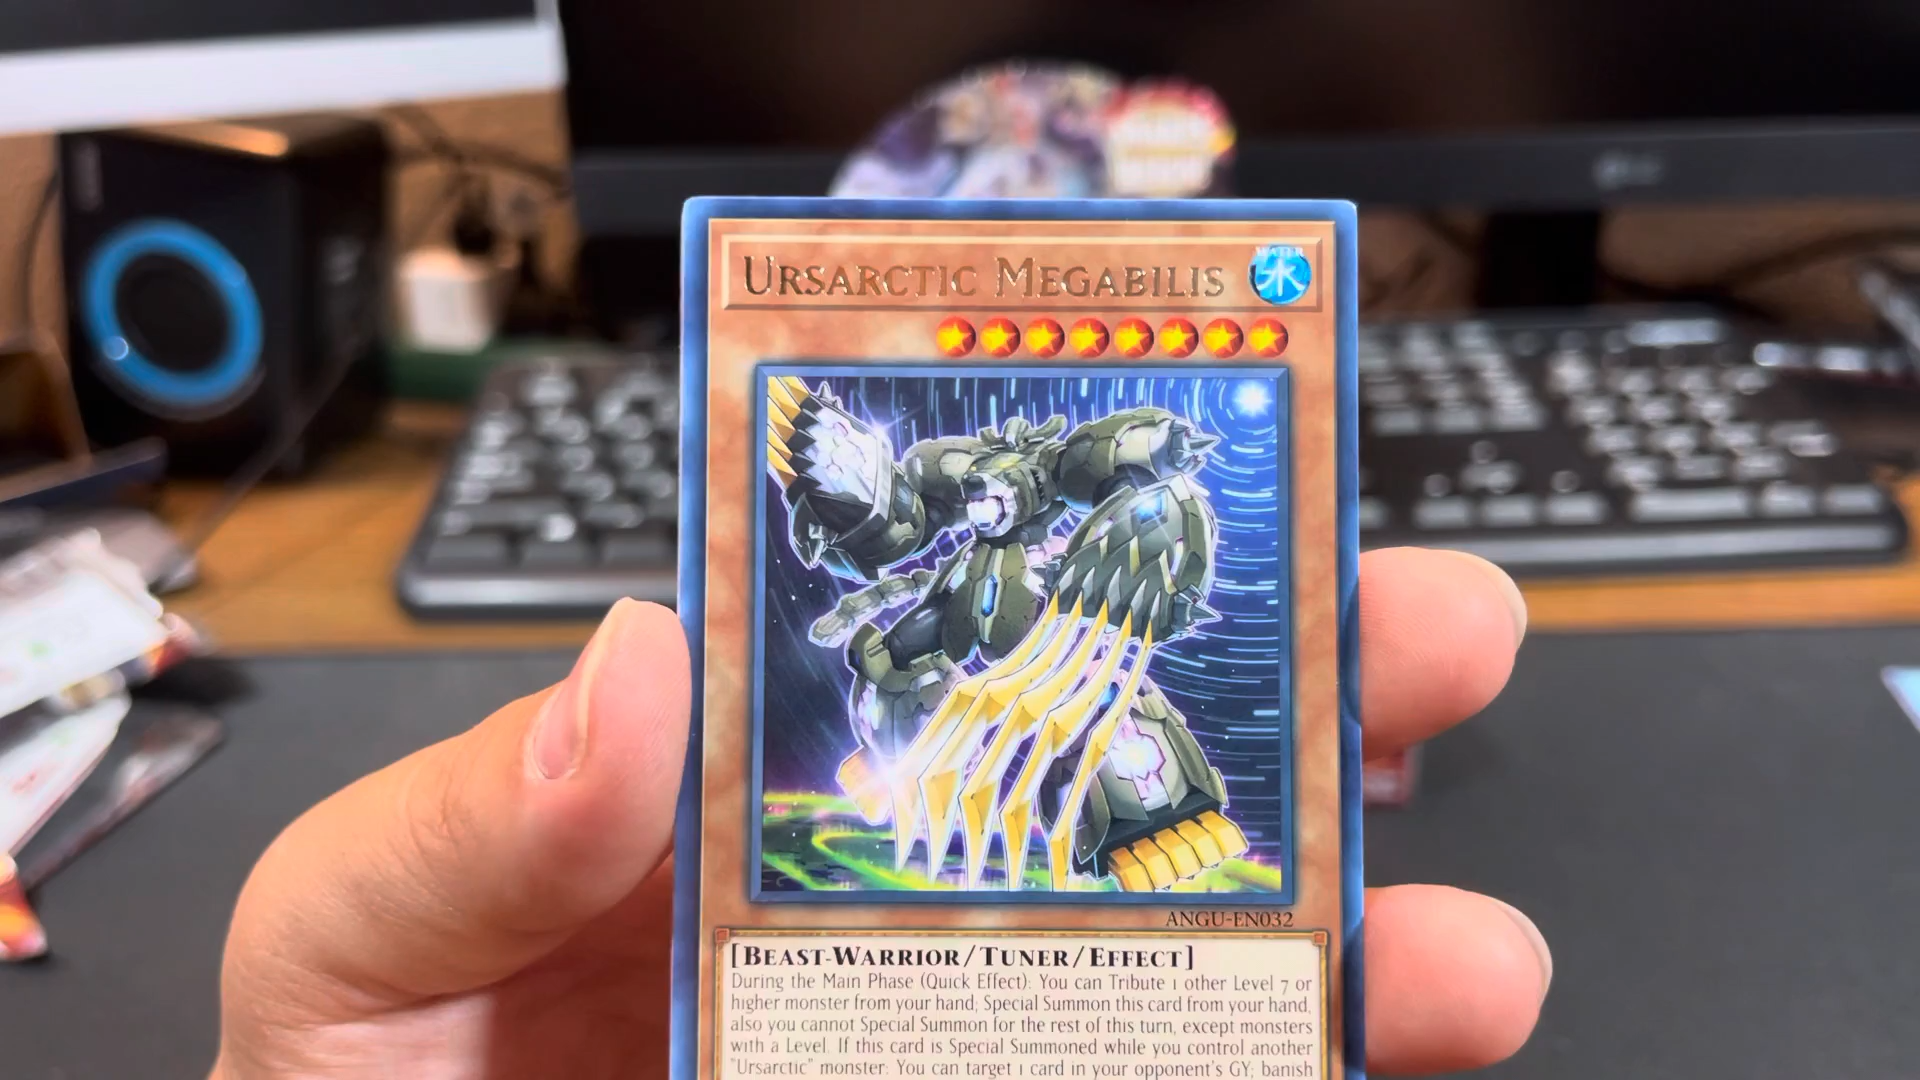 URSARCTIC MEGABILIS
WATER
水
ANGU-EN032
[BEAST-WARRIOR/TUNER/EFFECT]
During the Main Phase (Quick Effect): You can Tribute 1 other Level 7 or
higher monster from your hand; Special Summon this card from your hand,
also you cannot Special Summon for the rest of this turn, except monsters
with a Level. If this card is Special Summoned while you control another
"Ursarctic" monster: You can target 1 card in your opponent's GY; banish